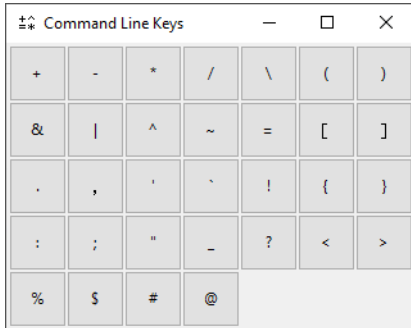 Command Line Keys
+ - * / \ ( )
& | ^ ~ = [ ]
. , ' ` ! { }
: ; " _ ? < >
% $ # @